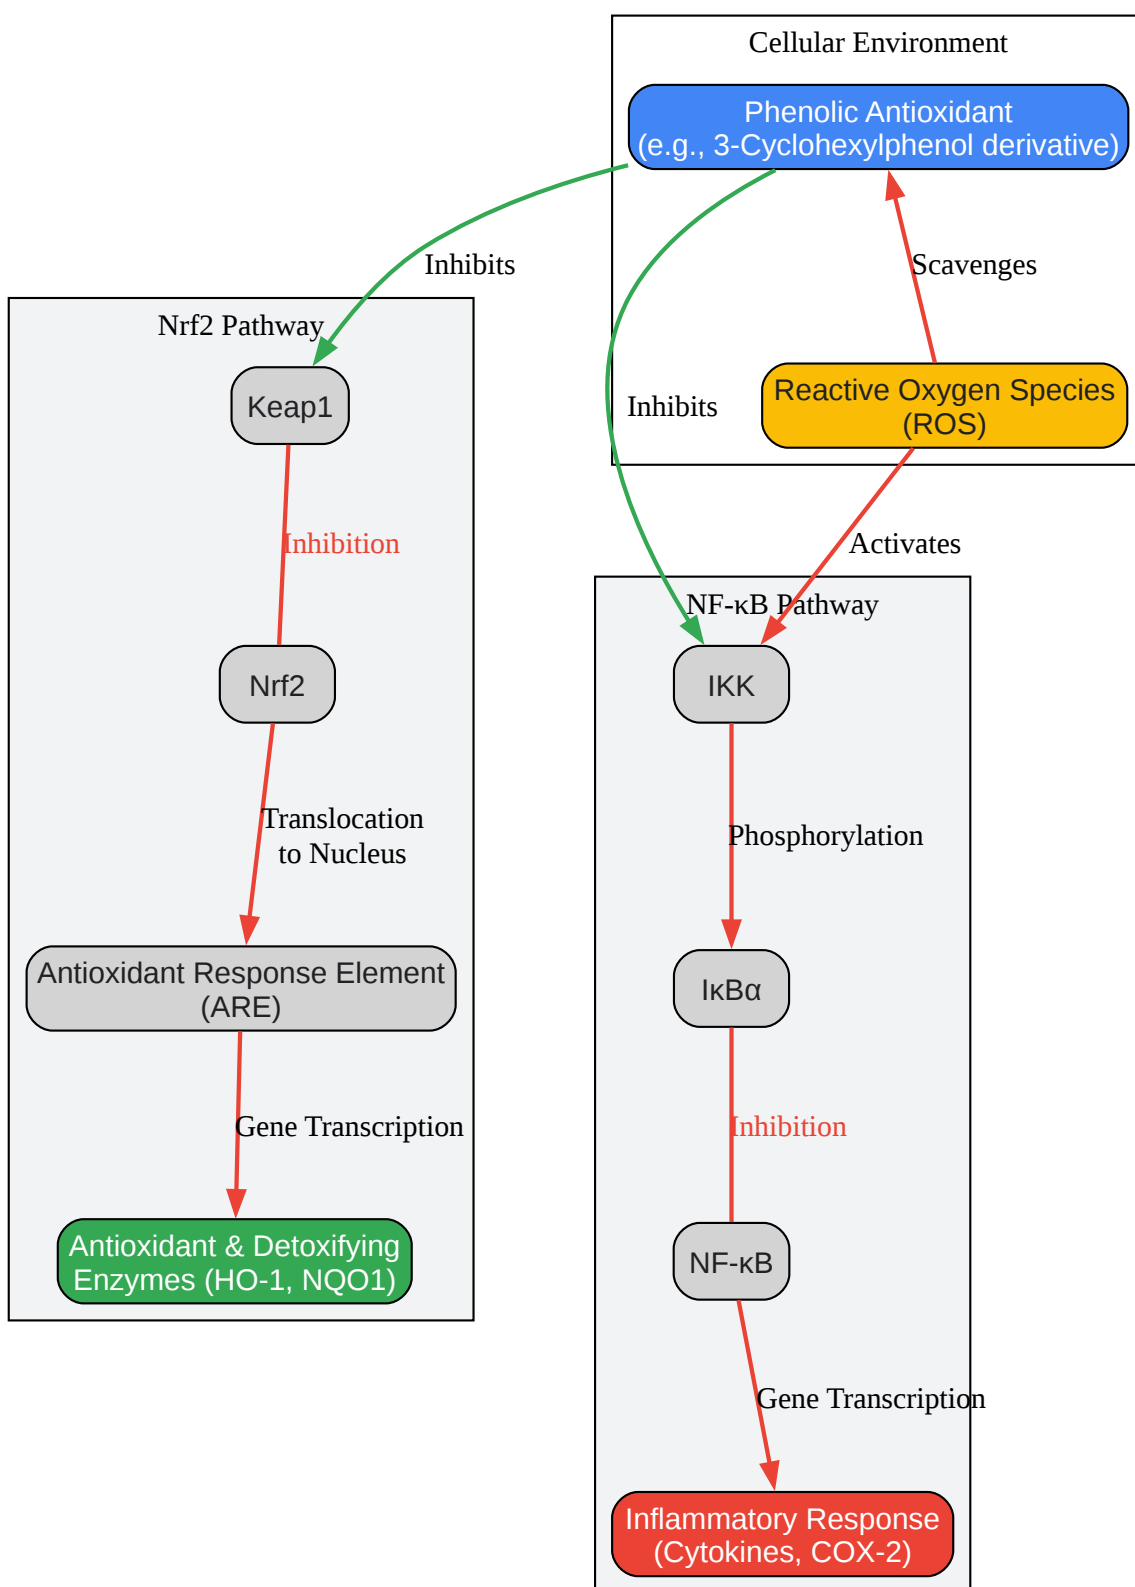 Cellular Environment
Phenolic Antioxidant
(e.g., 3-Cyclohexylphenol derivative)
Inhibits
Scavenges
Nrf2 Pathway
Keap1
Inhibits
Reactive Oxygen Species
(ROS)
Inhibition
Activates
NF-κB Pathway
Nrf2
IKK
Translocation
to Nucleus
Phosphorylation
Antioxidant Response Element
(ARE)
IκBα
Gene Transcription
Inhibition
Antioxidant & Detoxifying
Enzymes (HO-1, NQO1)
NF-κB
Gene Transcription
Inflammatory Response
(Cytokines, COX-2)